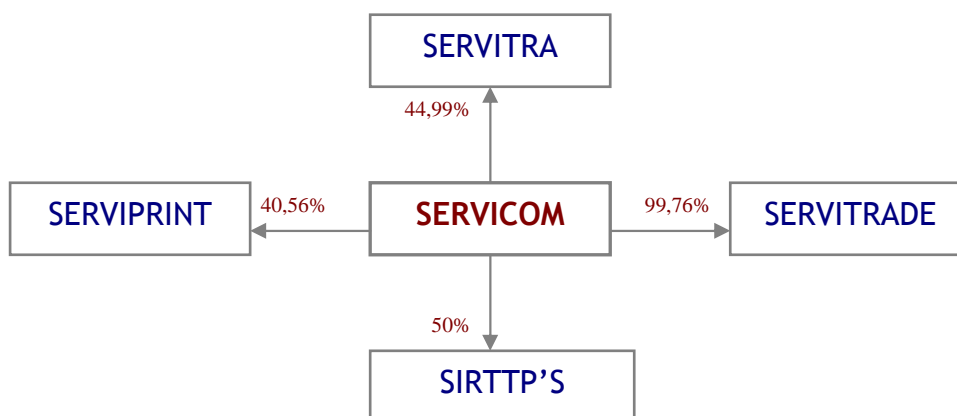 SERVITRA
44,99%
SERVIPRINT
40,56%
SERVICOM
99,76%
SERVITRADE
50%
SIRTTP’S